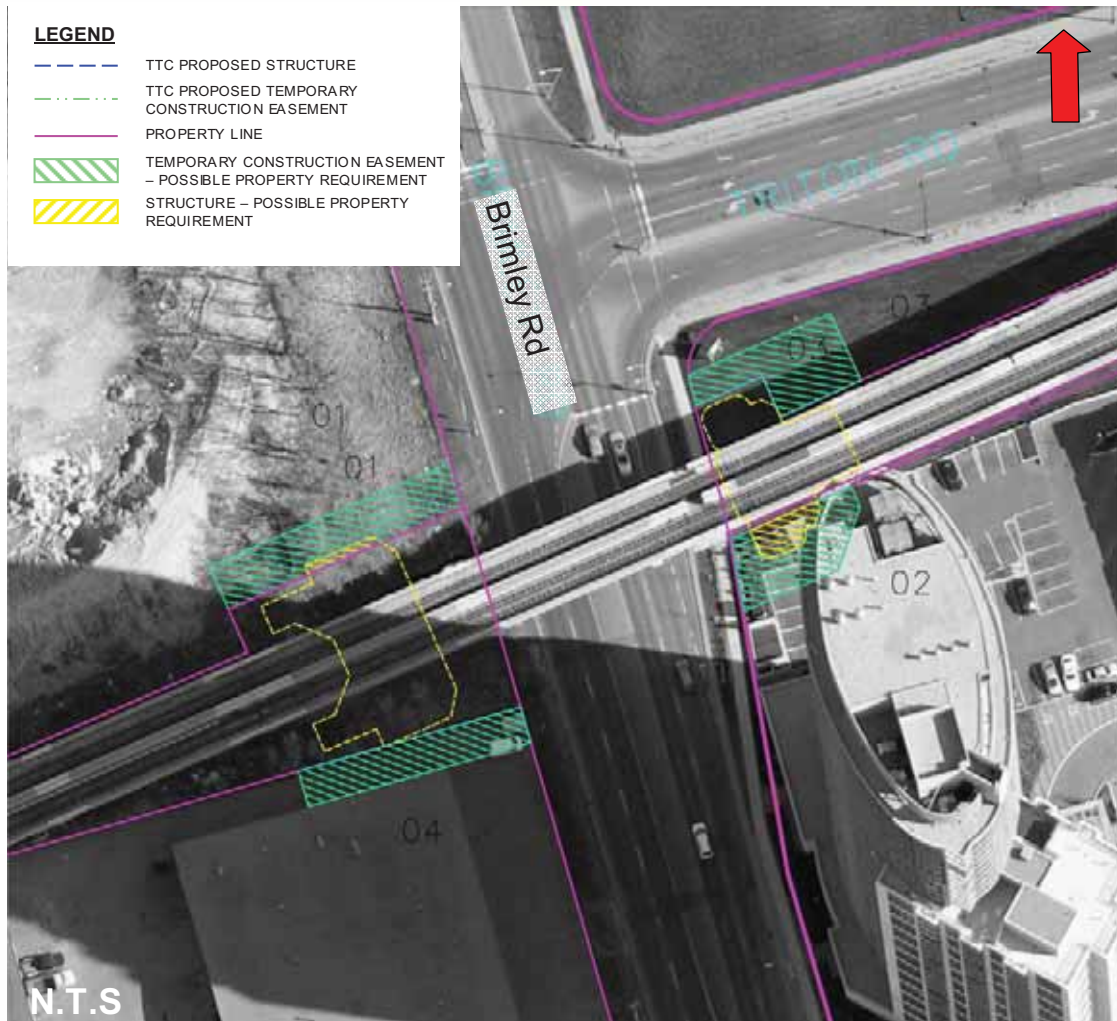 LEGEND
TTC PROPOSED STRUCTURE
TTC PROPOSED TEMPORARY
CONSTRUCTION EASEMENT
PROPERTY LINE
TEMPORARY CONSTRUCTION EASEMENT
– POSSIBLE PROPERTY REQUIREMENT
STRUCTURE – POSSIBLE PROPERTY
REQUIREMENT
Brimley Rd
RD
03
03
01
01
02
04
N.T.S